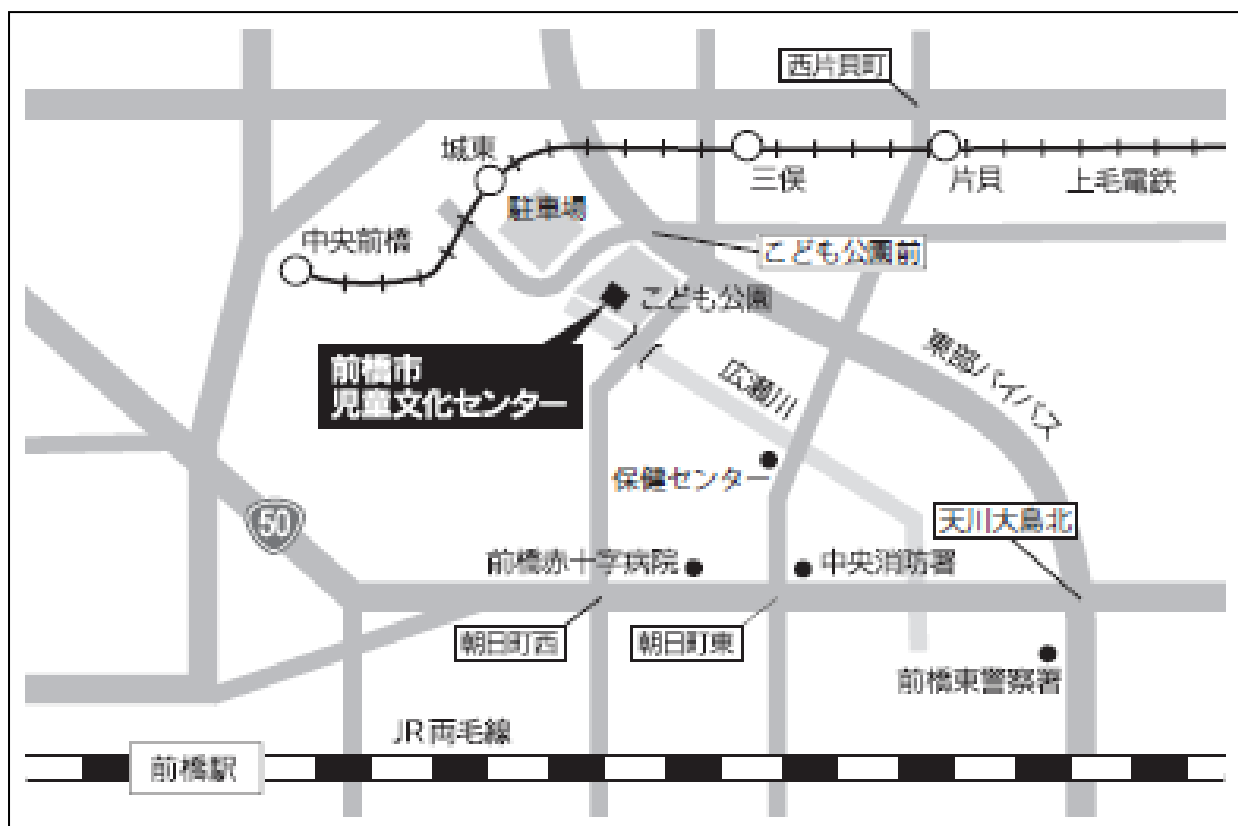 西片貝町
城東
三俣
片貝
上毛電鉄
駐車場
中央前橋
こども公園前
こども公園
前橋市
児童文化センター
東部バイパス
広瀬川
保健センター
50
天川大島北
前橋赤十字病院
中央消防署
朝日町西
朝日町東
前橋東警察署
JR両毛線
前橋駅